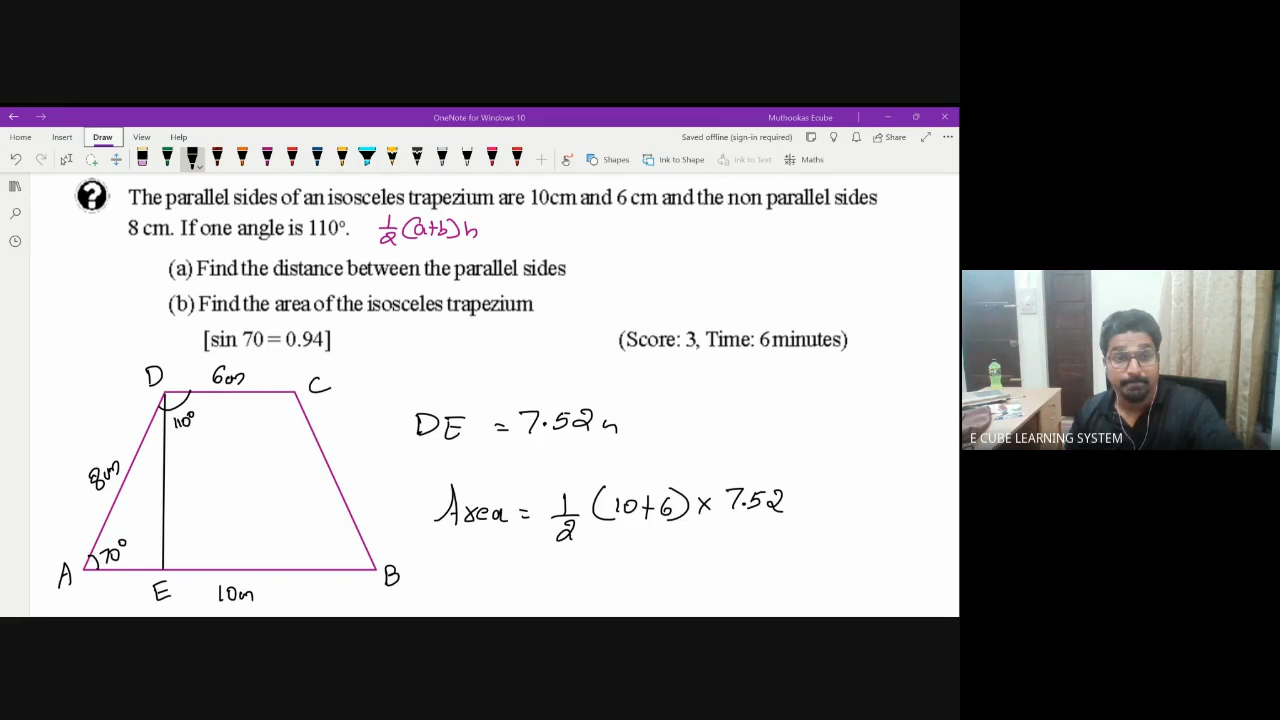 OneNote for Windows 10
Muthookas Ecube
Home Insert Draw View Help
Saved offline (sign-in required)
Share
Shapes
Ink to Shape
Ink to Text
Maths
The parallel sides of an isosceles trapezium are 10cm and 6 cm and the non parallel sides
8 cm. If one angle is 110°. 1/2 (a+b) h
(a) Find the distance between the parallel sides
(b) Find the area of the isosceles trapezium
[sin 70 = 0.94] (Score: 3, Time: 6 minutes)
D 6cm C
110°
8cm
70°
A E 10cm B
DE = 7.52
Area = 1/2 (10+6) × 7.52
E CUBE LEARNING SYSTEM